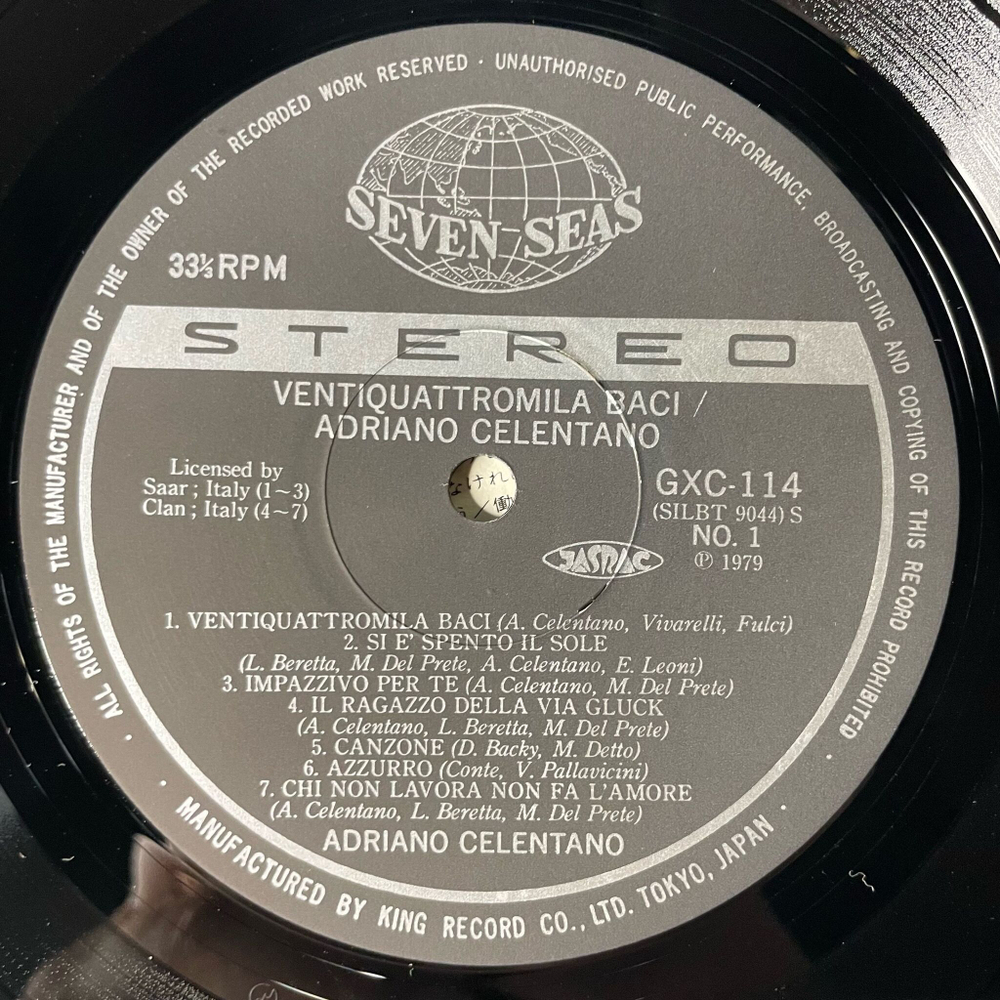 ALL RIGHTS OF THE MANUFACTURER AND OF THE OWNER OF THE RECORDED WORK RESERVED · UNAUTHORISED PUBLIC PERFORMANCE, BROADCASTING AND COPYING OF THIS RECORD PROHIBITED ·
SEVEN SEAS
33⅓RPM
STEREO
VENTIQUATTROMILA BACI /
ADRIANO CELENTANO
Licensed by
Saar ; Italy (1~3)
Clan ; Italy (4~7)
なけれ
働
GXC-114
(SILBT 9044) S
NO. 1
JASRAC
℗ 1979
1. VENTIQUATTROMILA BACI (A. Celentano, Vivarelli, Fulci)
2. SI E' SPENTO IL SOLE
(L. Beretta, M. Del Prete, A. Celentano, E. Leoni)
3. IMPAZZIVO PER TE (A. Celentano, M. Del Prete)
4. IL RAGAZZO DELLA VIA GLUCK
(A. Celentano, L. Beretta, M. Del Prete)
5. CANZONE (D. Backy, M. Detto)
6. AZZURRO (Conte, V. Pallavicini)
7. CHI NON LAVORA NON FA L'AMORE
(A. Celentano, L. Beretta, M. Del Prete)
ADRIANO CELENTANO
· MANUFACTURED BY KING RECORD CO., LTD. TOKYO, JAPAN ·